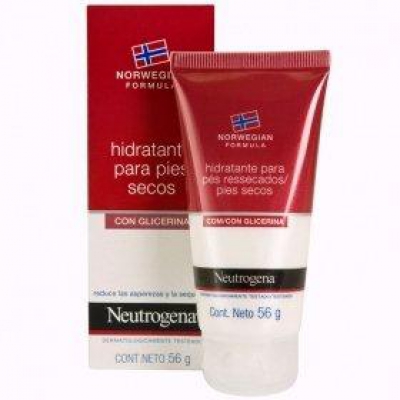 NORWEGIAN
FORMULA
hidratante
para pies
secos
CON GLICERINA
reduce las asperezas y la
Neutrogena
DERMATOLOGICAMENTE TESTADO
CONT. NETO 56 g
NORWEGIAN
FORMULA
hidratante para
pés ressecados/
pies secos
COM/CON GLICERINA
Neutrogena
Cont. Neto 56 g